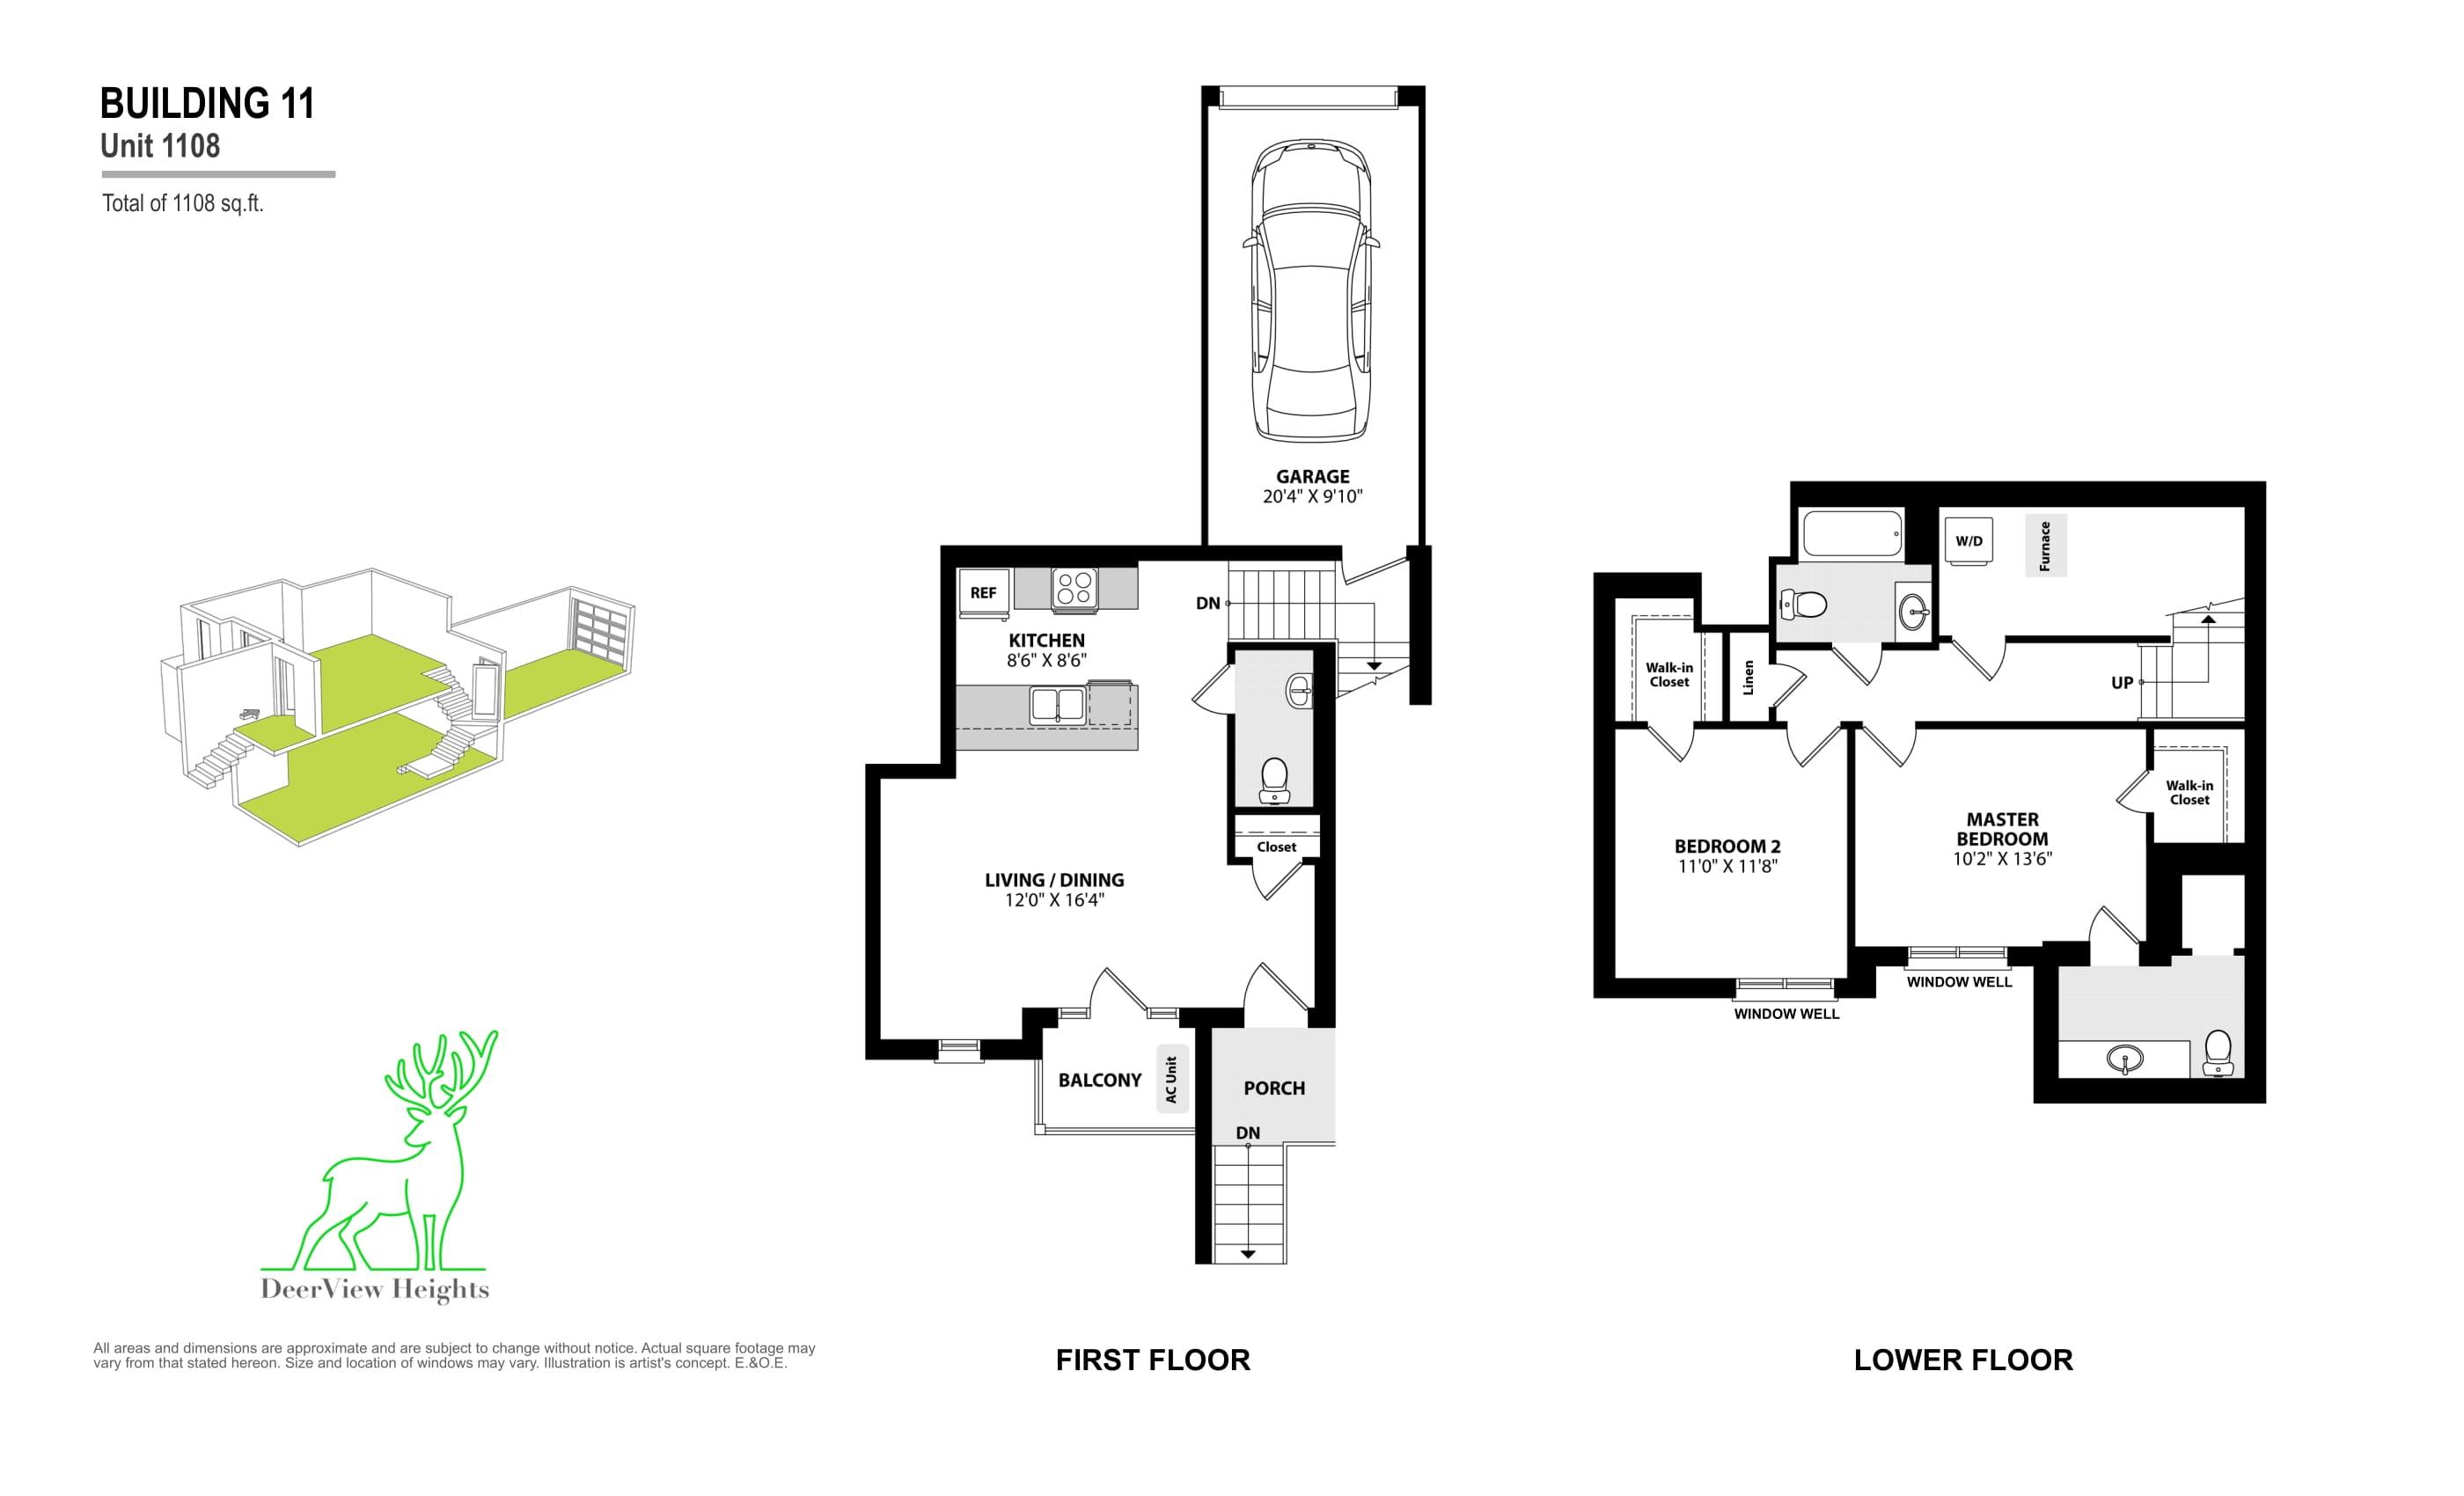 BUILDING 11
Unit 1108
Total of 1108 sq.ft.
GARAGE
20'4" X 9'10"
DN
REF
KITCHEN
8'6" X 8'6"
Closet
LIVING / DINING
12'0" X 16'4"
BALCONY
AC Unit
PORCH
DN
FIRST FLOOR
W/D
Furnace
Walk-in
Closet
Linen
UP
Walk-in
Closet
MASTER
BEDROOM
10'2" X 13'6"
BEDROOM 2
11'0" X 11'8"
WINDOW WELL
WINDOW WELL
LOWER FLOOR
DeerView Heights
All areas and dimensions are approximate and are subject to change without notice. Actual square footage may
vary from that stated hereon. Size and location of windows may vary. Illustration is artist's concept. E.&O.E.